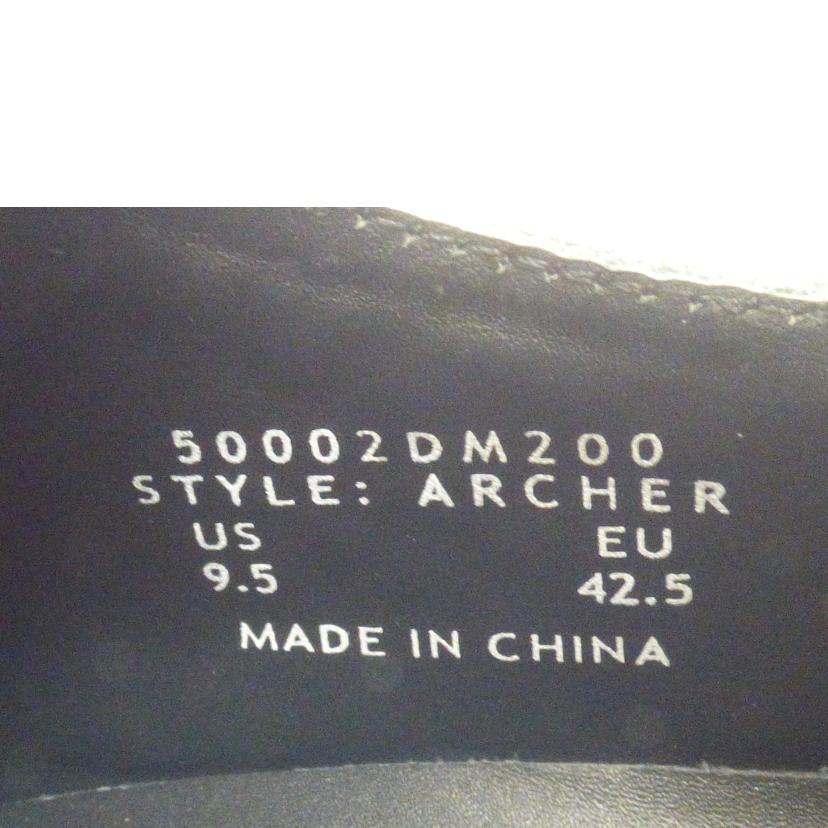 50002DM200
STYLE: ARCHER
US EU
9.5 42.5
MADE IN CHINA